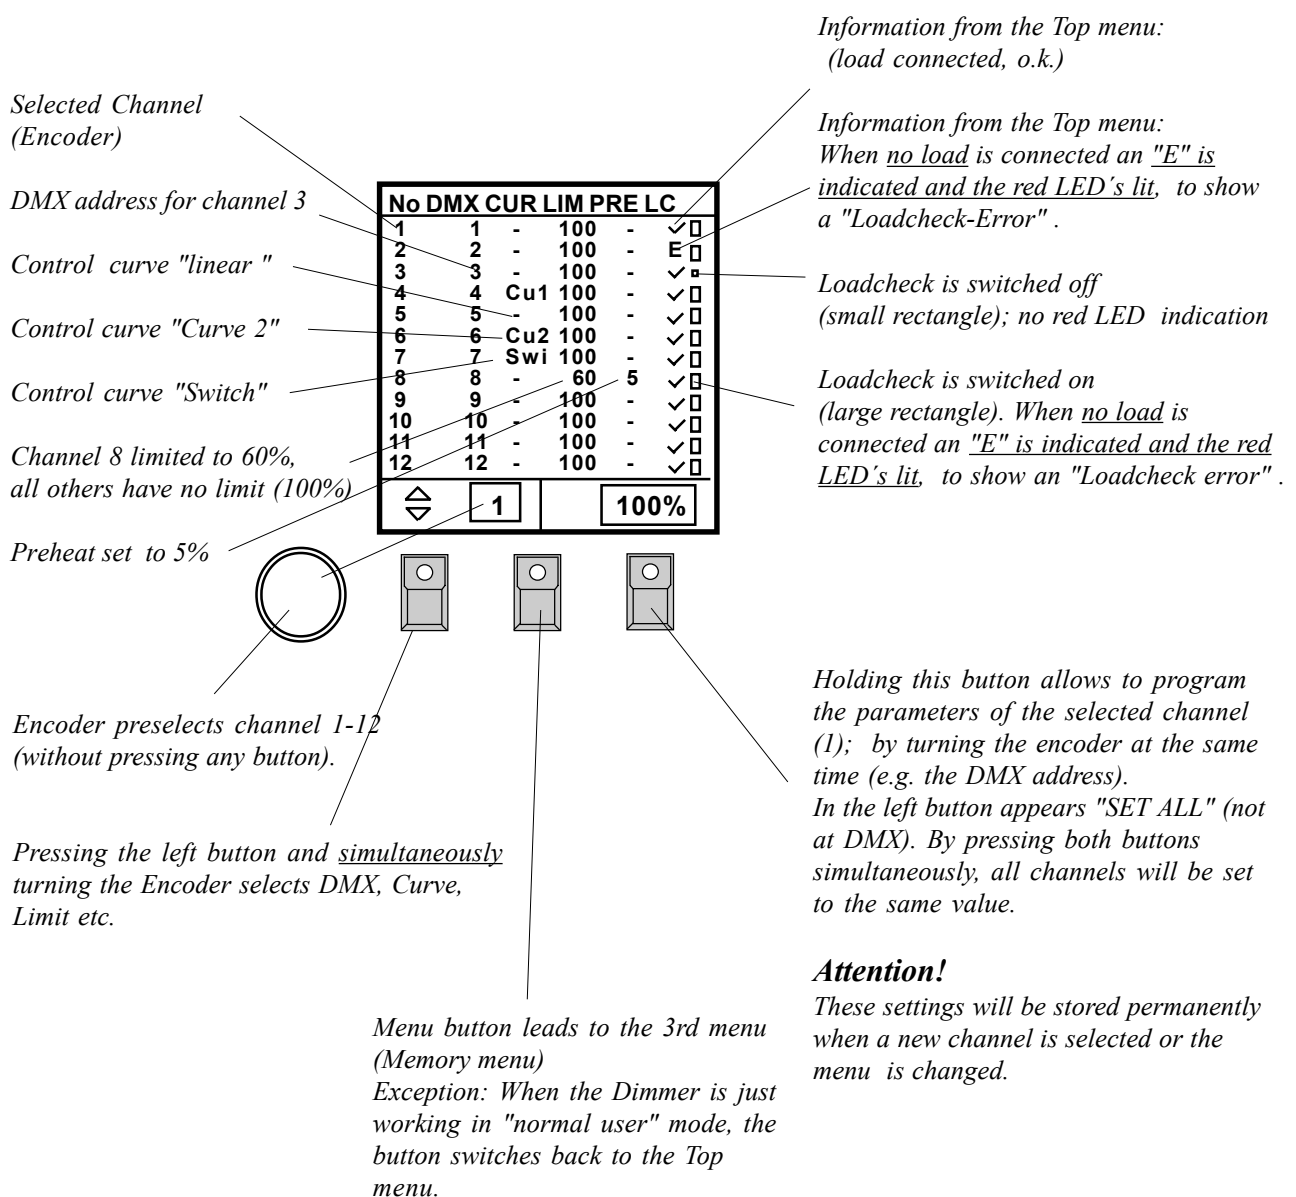 Information from the Top menu:
(load connected, o.k.)
Selected Channel
(Encoder)
Information from the Top menu:
When no load is connected an "E" is
indicated and the red LED´s lit, to show
a "Loadcheck-Error" .
DMX address for channel 3
Control curve "linear "
Control curve "Curve 2"
Control curve "Switch"
Channel 8 limited to 60%,
all others have no limit (100%)
Preheat set to 5%
No DMX CUR LIM PRE LC
1 1 - 100 - ✓
2 2 - 100 - E
3 3 - 100 - ✓
4 4 Cu1 100 - ✓
5 5 - 100 - ✓
6 6 Cu2 100 - ✓
7 7 Swi 100 - ✓
8 8 - 60 5 ✓
9 9 - 100 - ✓
10 10 - 100 - ✓
11 11 - 100 - ✓
12 12 - 100 - ✓
1 100%
Loadcheck is switched off
(small rectangle); no red LED indication
Loadcheck is switched on
(large rectangle). When no load is
connected an "E" is indicated and the red
LED´s lit, to show an "Loadcheck error" .
Encoder preselects channel 1-12
(without pressing any button).
Pressing the left button and simultaneously
turning the Encoder selects DMX, Curve,
Limit etc.
Menu button leads to the 3rd menu
(Memory menu)
Exception: When the Dimmer is just
working in "normal user" mode, the
button switches back to the Top
menu.
Holding this button allows to program
the parameters of the selected channel
(1); by turning the encoder at the same
time (e.g. the DMX address).
In the left button appears "SET ALL" (not
at DMX). By pressing both buttons
simultaneously, all channels will be set
to the same value.
Attention!
These settings will be stored permanently
when a new channel is selected or the
menu is changed.